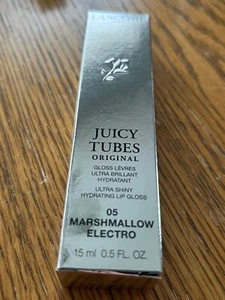 LANCÔME
JUICY
TUBES
ORIGINAL
GLOSS LÈVRES
ULTRA BRILLANT
HYDRATANT
ULTRA SHINY
HYDRATING LIP GLOSS
05
MARSHMALLOW
ELECTRO
15 ml 0.5 FL. OZ.